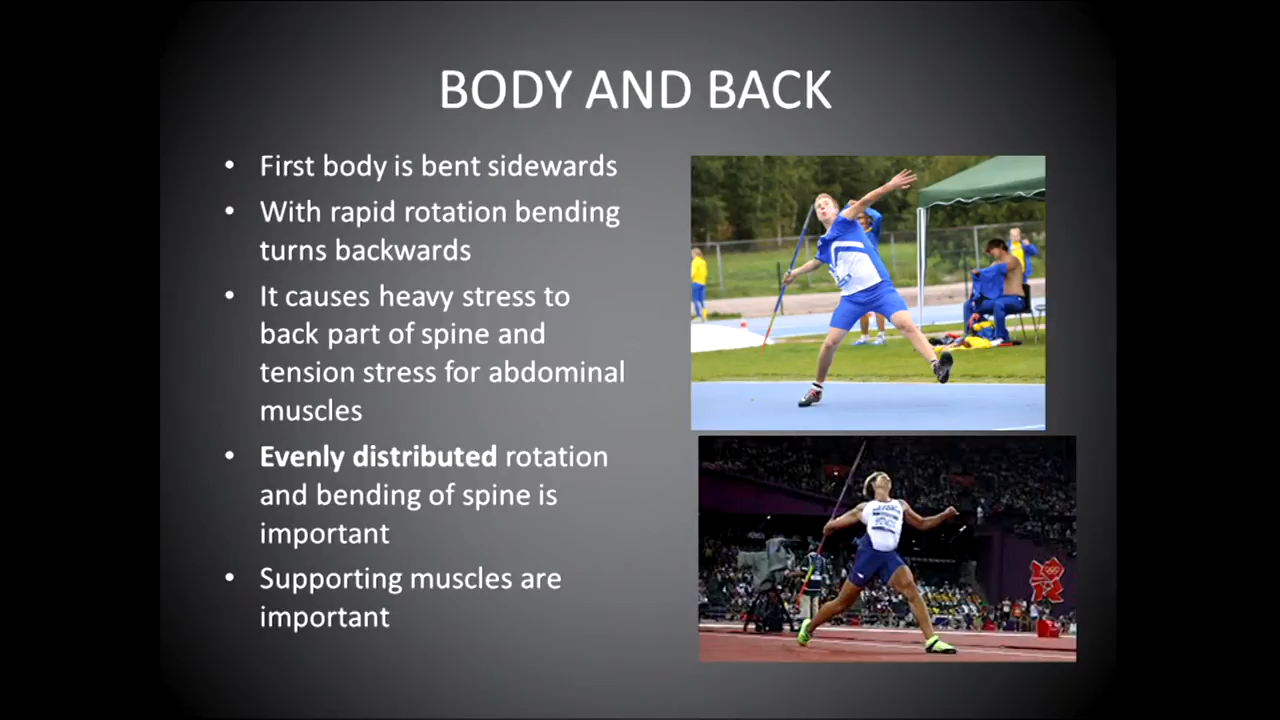 BODY AND BACK
• First body is bent sidewards
• With rapid rotation bending
turns backwards
• It causes heavy stress to
back part of spine and
tension stress for abdominal
muscles
• Evenly distributed rotation
and bending of spine is
important
• Supporting muscles are
important